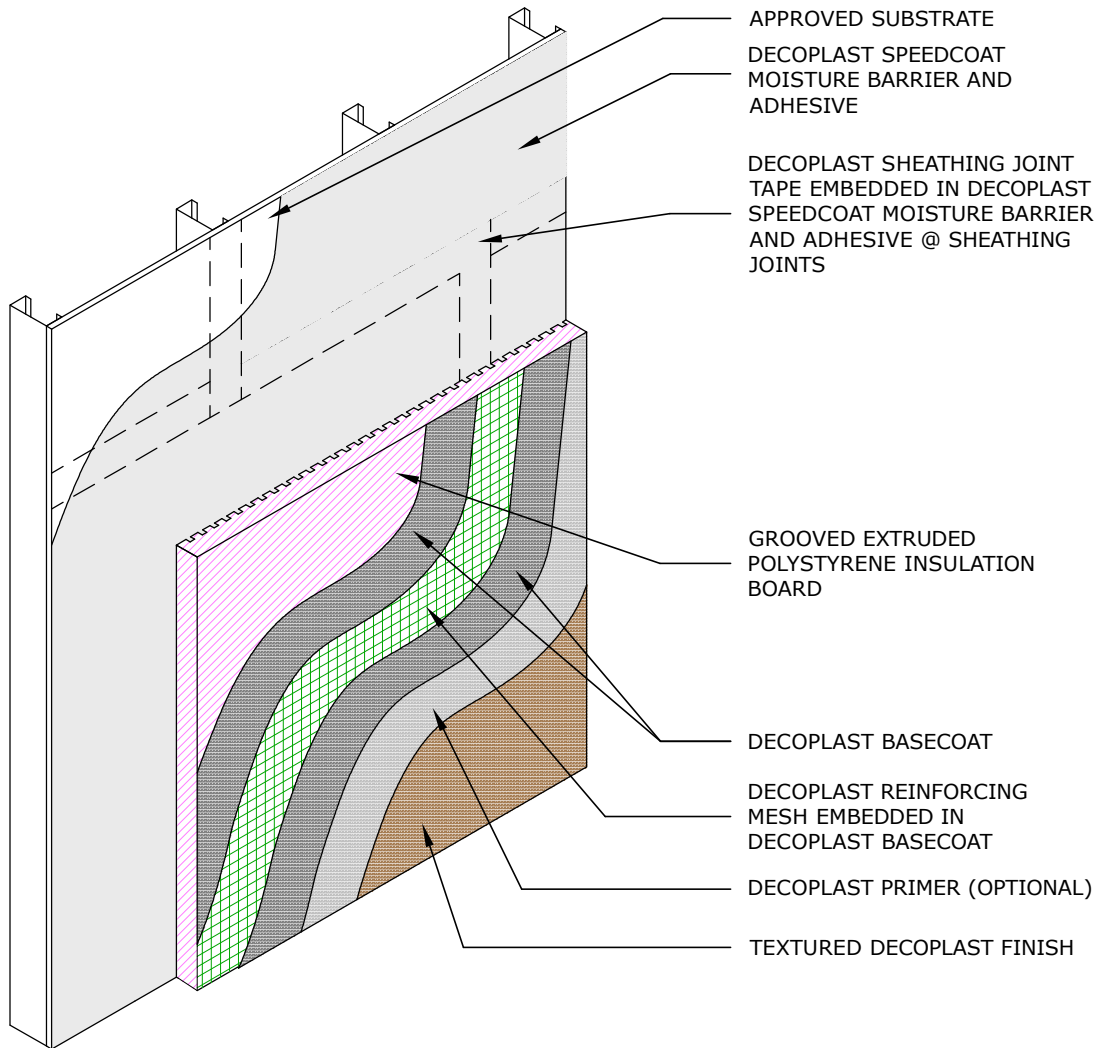 APPROVED SUBSTRATE
DECOPLAST SPEEDCOAT
MOISTURE BARRIER AND
ADHESIVE
DECOPLAST SHEATHING JOINT
TAPE EMBEDDED IN DECOPLAST
SPEEDCOAT MOISTURE BARRIER
AND ADHESIVE @ SHEATHING
JOINTS
GROOVED EXTRUDED
POLYSTYRENE INSULATION
BOARD
DECOPLAST BASECOAT
DECOPLAST REINFORCING
MESH EMBEDDED IN
DECOPLAST BASECOAT
DECOPLAST PRIMER (OPTIONAL)
TEXTURED DECOPLAST FINISH